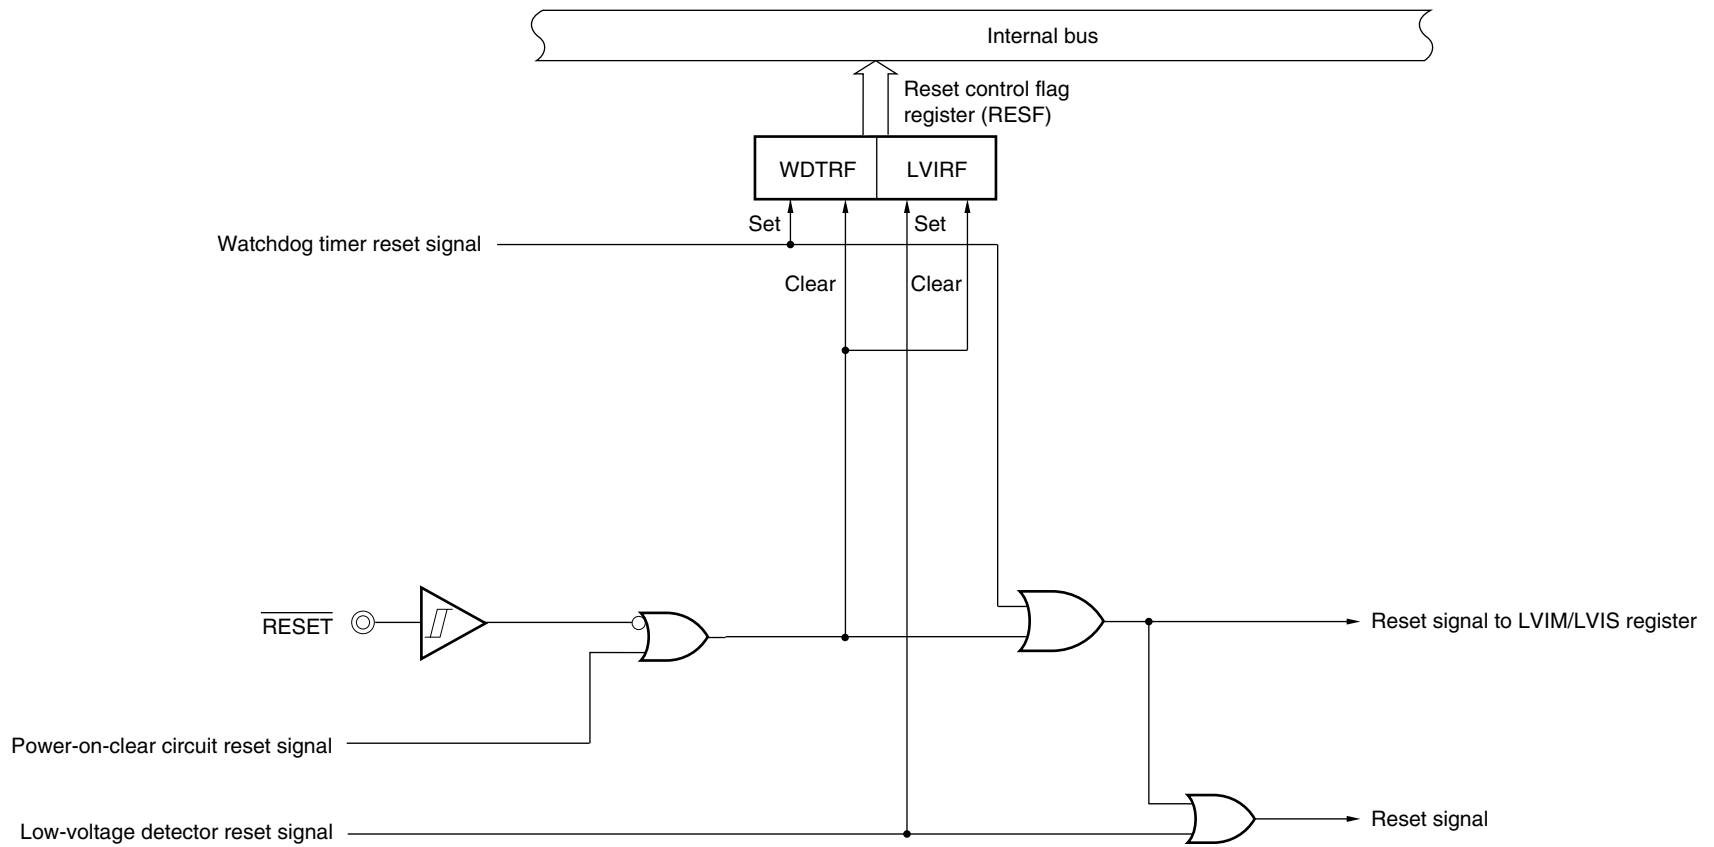 Internal bus
Reset control flag
register (RESF)
WDTRF
LVIRF
Set
Set
Watchdog timer reset signal
Clear
Clear
RESET
Reset signal to LVIM/LVIS register
Power-on-clear circuit reset signal
Low-voltage detector reset signal
Reset signal